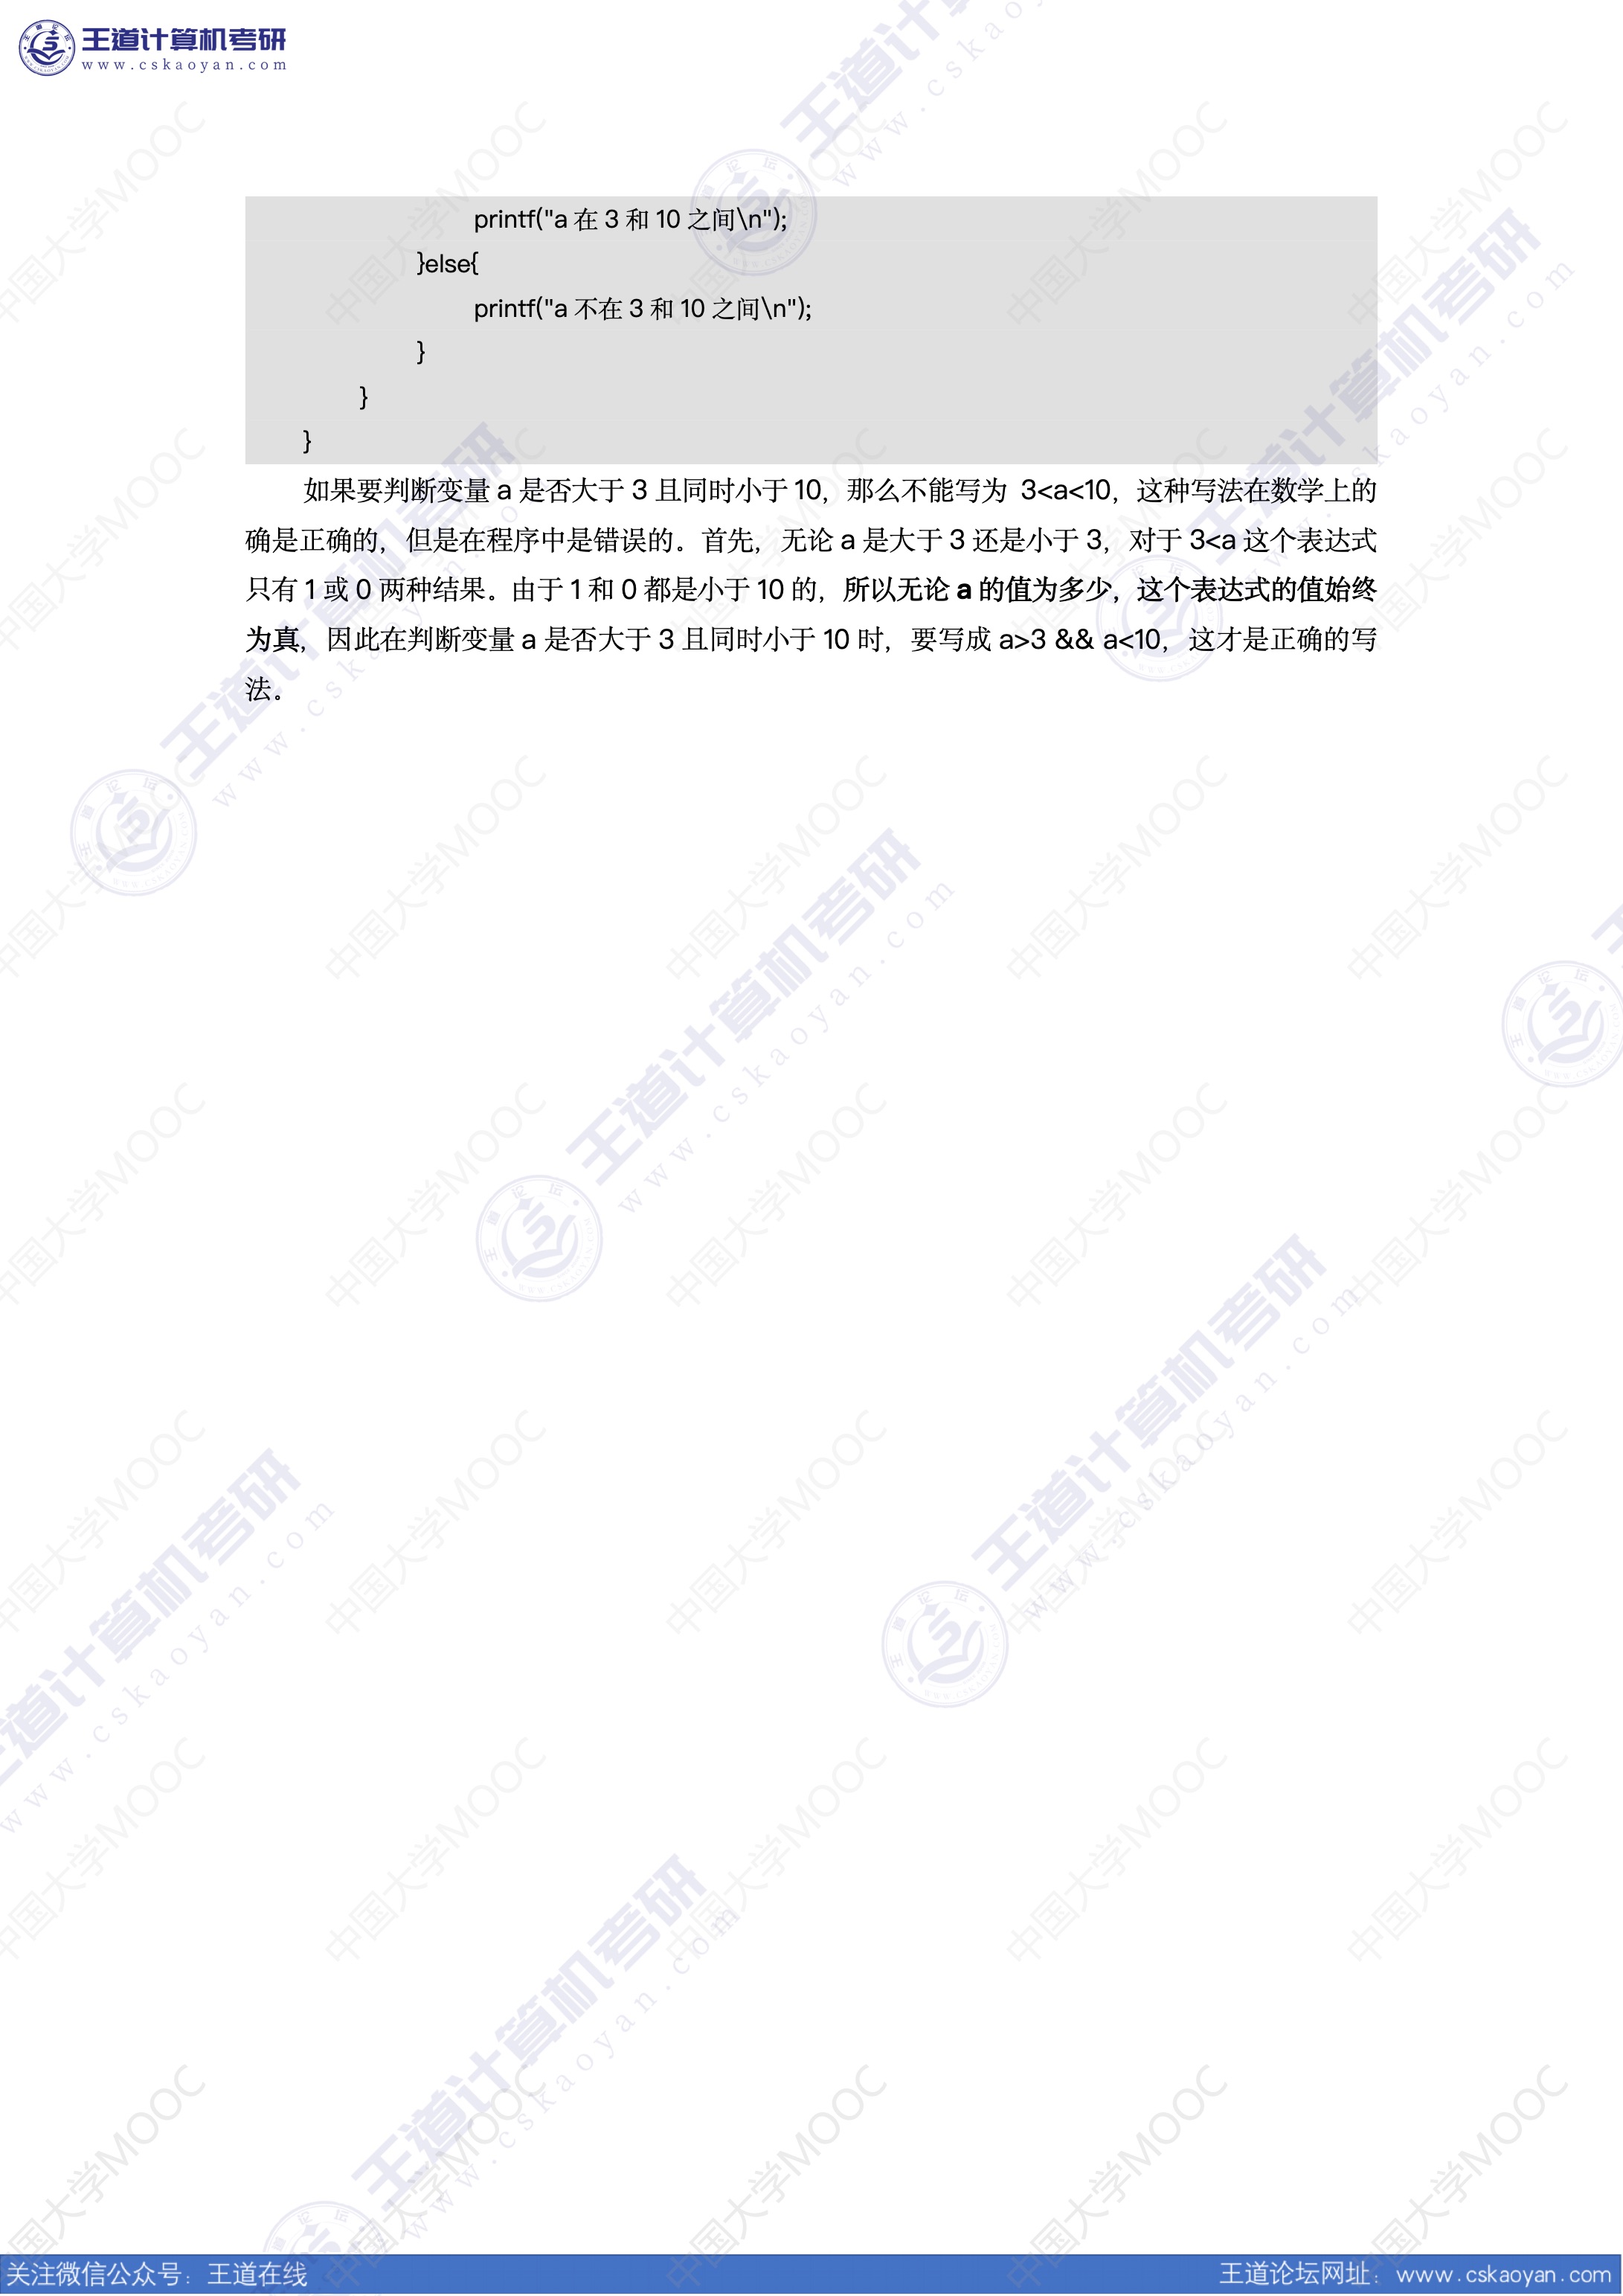 王道计算机考研
www.cskaoyan.com
printf("a 在 3 和 10 之间\n");
}else{
printf("a 不在 3 和 10 之间\n");
}
}
}
如果要判断变量 a 是否大于 3 且同时小于 10，那么不能写为 3<a<10，这种写法在数学上的
确是正确的，但是在程序中是错误的。首先，无论 a 是大于 3 还是小于 3，对于 3<a 这个表达式
只有 1 或 0 两种结果。由于 1 和 0 都是小于 10 的，所以无论 a 的值为多少，这个表达式的值始终
为真，因此在判断变量 a 是否大于 3 且同时小于 10 时，要写成 a>3 && a<10，这才是正确的写
法。
关注微信公众号：王道在线
王道论坛网址：www.cskaoyan.com